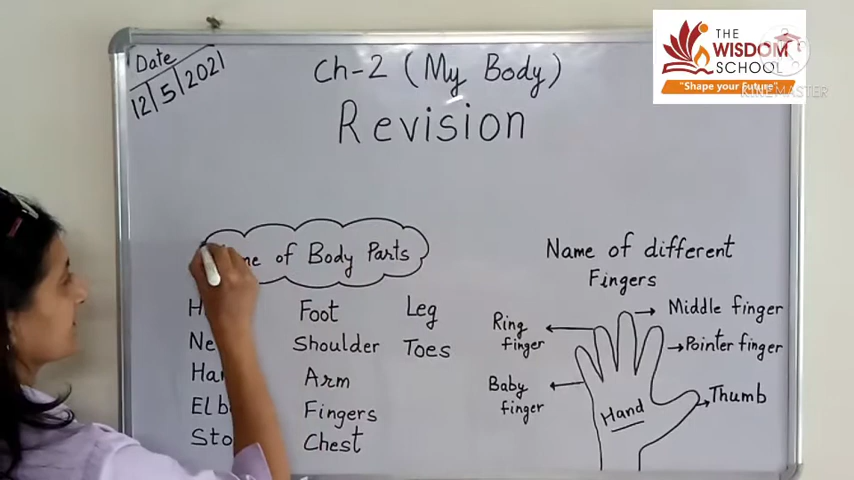 Date
12/5/2021
Ch-2 (My Body)
Revision
THE
WISDOM
SCHOOL
"Shape your Future"
KINEMASTER
of Body Parts
Foot
Shoulder
Arm
Fingers
Chest
Leg
Toes
Name of different
Fingers
Ring
finger
Baby
finger
Middle finger
Pointer finger
Thumb
Hand